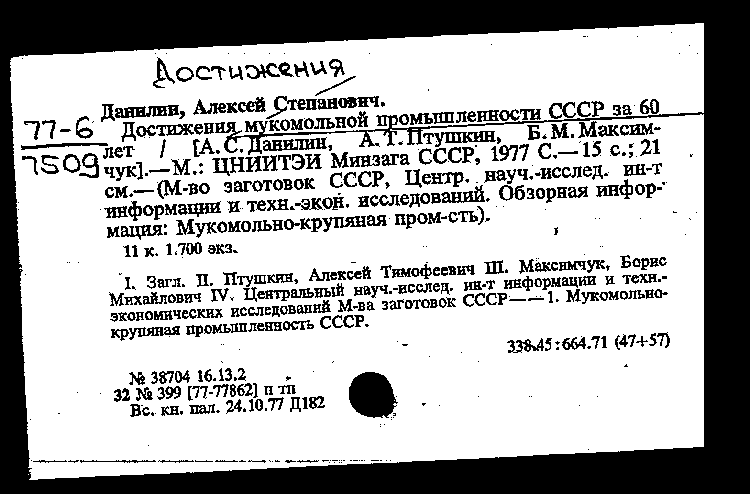 Достижения
77-6
7509
Данилин, Алексей Степанович.
Достижения мукомольной промышленности СССР за 60
лет / [А. С. Данилин, А. Т. Птушкин, Б. М. Максим-
чук].—М.: ЦНИИТЭИ Минзага СССР, 1977 С.— 15 с.; 21
см.—(М-во заготовок СССР, Центр. науч.-исслед. ин-т
информации и техн.-экон. исследований. Обзорная инфор-
мация: Мукомольно-крупяная пром-сть).
11 к. 1.700 экз.
I. Загл. II. Птушкин, Алексей Тимофеевич III. Максимчук, Борис
Михайлович IV. Центральный науч.-исслед. ин-т информации и техн.-
экономических исследований М-ва заготовок СССР——1. Мукомольно-
крупяная промышленность СССР.
338.45:664.71 (47+57)
№ 38704 16.13.2
32 № 399 [77-77862] п тп
Вс. кн. пал. 24.10.77 Д182